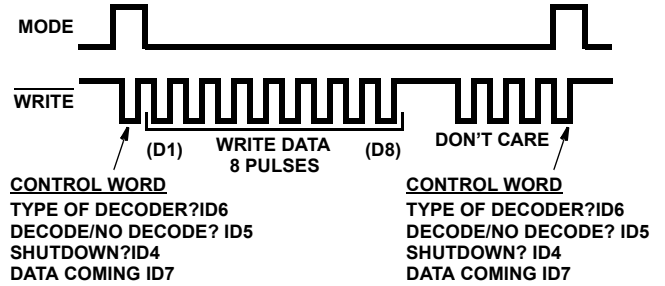 MODE
WRITE
(D1) WRITE DATA (D8)
8 PULSES
DON'T CARE
CONTROL WORD
TYPE OF DECODER?ID6
DECODE/NO DECODE? ID5
SHUTDOWN?ID4
DATA COMING ID7
CONTROL WORD
TYPE OF DECODER?ID6
DECODE/NO DECODE? ID5
SHUTDOWN? ID4
DATA COMING ID7